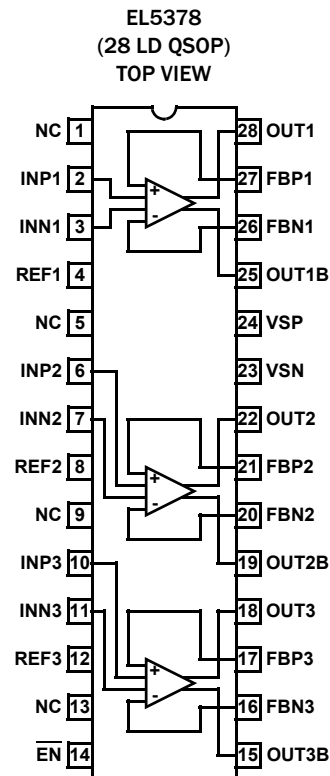 EL5378
(28 LD QSOP)
TOP VIEW
NC 1
28 OUT1
INP1 2
27 FBP1
INN1 3
26 FBN1
REF1 4
25 OUT1B
NC 5
24 VSP
INP2 6
23 VSN
INN2 7
22 OUT2
REF2 8
21 FBP2
NC 9
20 FBN2
INP3 10
19 OUT2B
INN3 11
18 OUT3
REF3 12
17 FBP3
NC 13
16 FBN3
EN 14
15 OUT3B
+
-
+
-
+
-